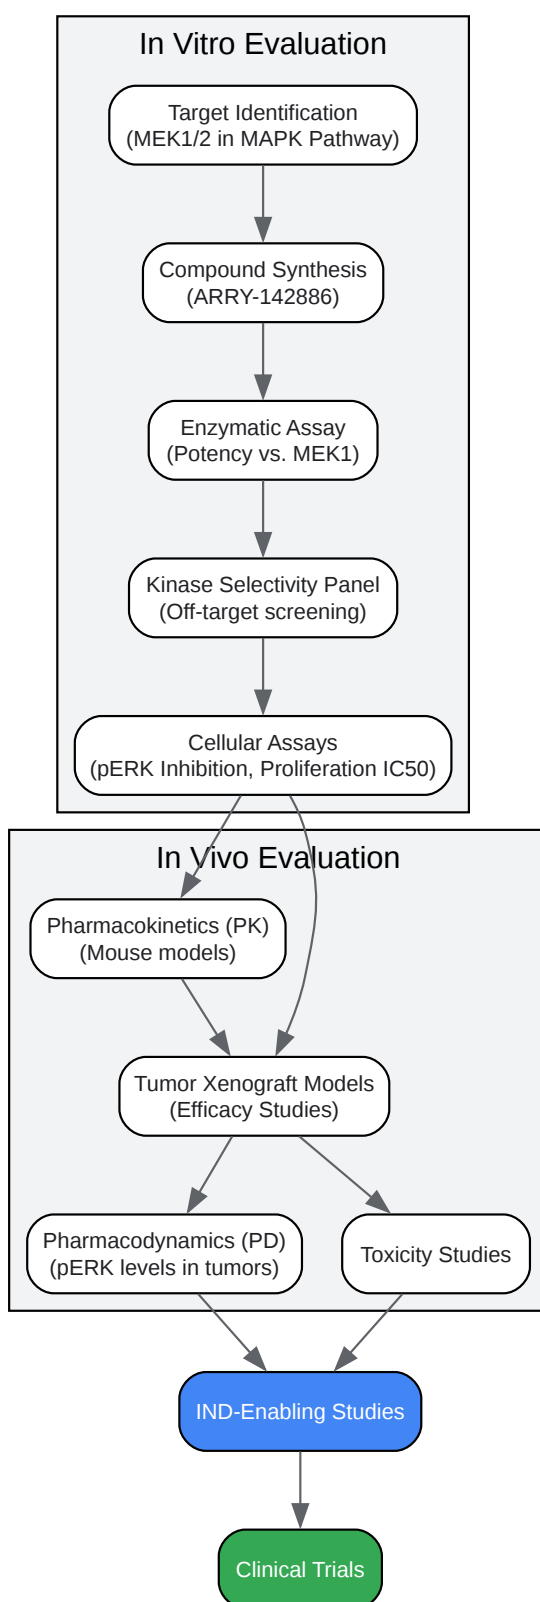 In Vitro Evaluation
Target Identification
(MEK1/2 in MAPK Pathway)
Compound Synthesis
(ARRY-142886)
Enzymatic Assay
(Potency vs. MEK1)
Kinase Selectivity Panel
(Off-target screening)
Cellular Assays
(pERK Inhibition, Proliferation IC50)
In Vivo Evaluation
Pharmacokinetics (PK)
(Mouse models)
Tumor Xenograft Models
(Efficacy Studies)
Pharmacodynamics (PD)
(pERK levels in tumors)
Toxicity Studies
IND-Enabling Studies
Clinical Trials